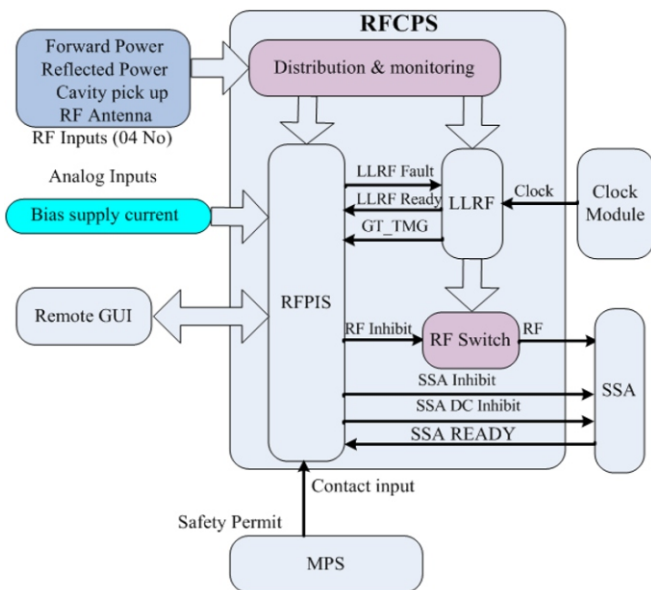 RFCPS
Forward Power
Reflected Power
Cavity pick up
RF Antenna
RF Inputs (04 No)
Distribution & monitoring
Analog Inputs
Bias supply current
LLRF Fault
LLRF Ready
GT_TMG
LLRF
Clock
Clock
Module
Remote GUI
RFPIS
RF Inhibit
RF Switch
RF
SSA Inhibit
SSA DC Inhibit
SSA READY
SSA
Contact input
Safety Permit
MPS